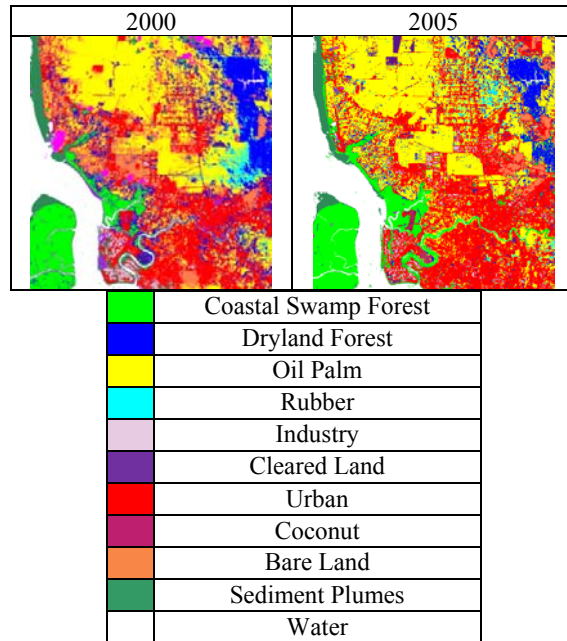 2000 2005
Coastal Swamp Forest
Dryland Forest
Oil Palm
Rubber
Industry
Cleared Land
Urban
Coconut
Bare Land
Sediment Plumes
Water